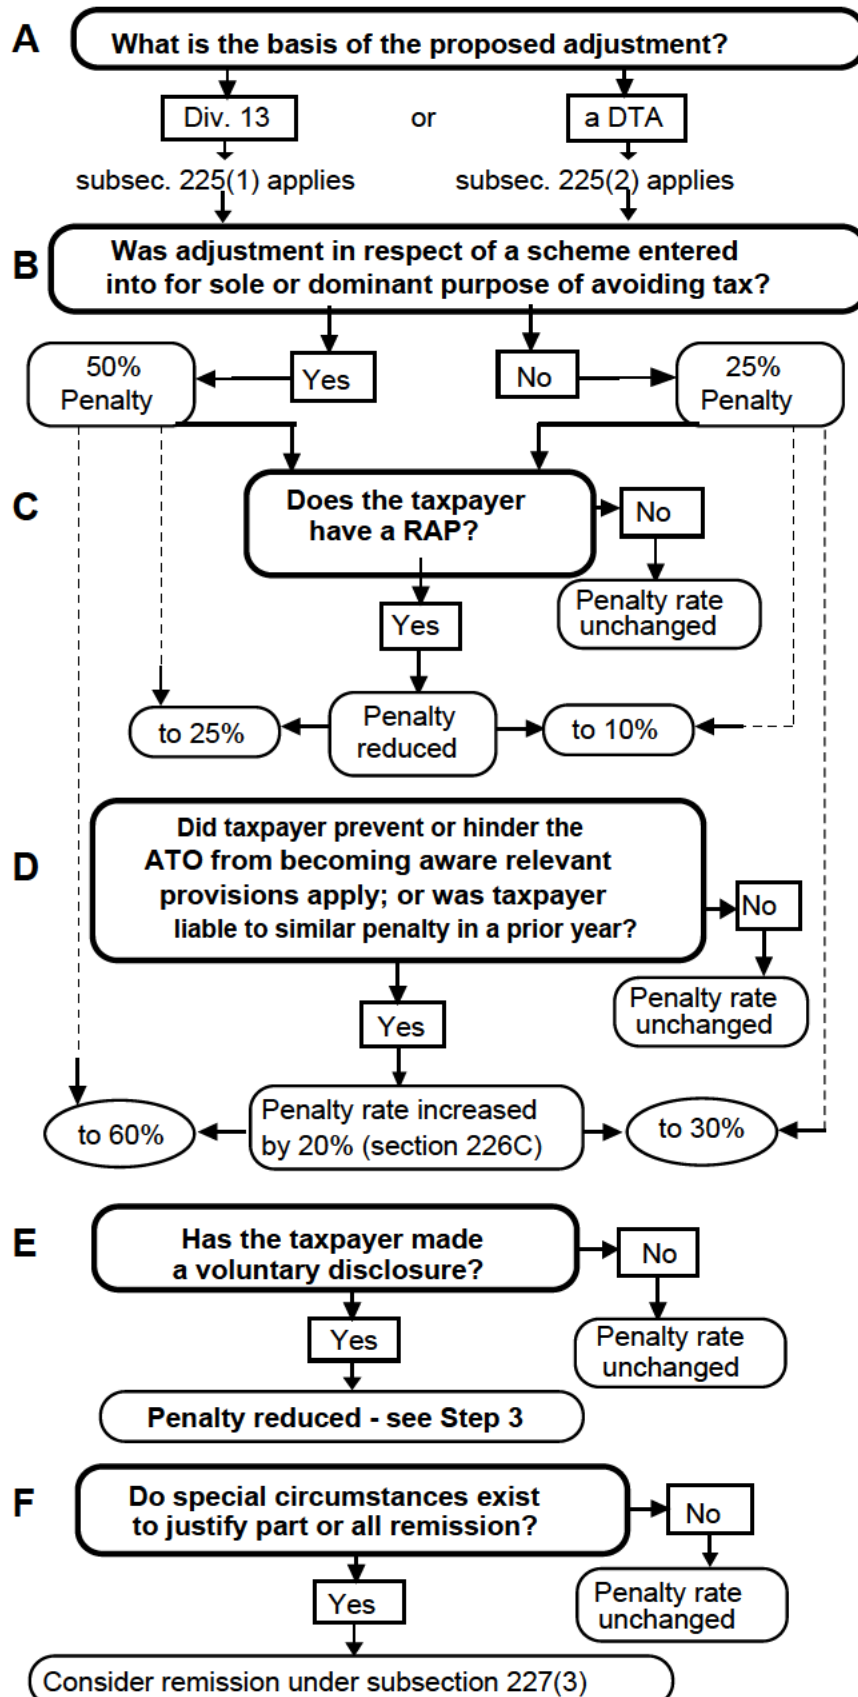 A
What is the basis of the proposed adjustment?
Div. 13
or
a DTA
subsec. 225(1) applies
subsec. 225(2) applies
B
Was adjustment in respect of a scheme entered
into for sole or dominant purpose of avoiding tax?
50%
Penalty
Yes
No
25%
Penalty
C
Does the taxpayer
have a RAP?
No
Penalty rate
unchanged
Yes
to 25%
Penalty
reduced
to 10%
D
Did taxpayer prevent or hinder the
ATO from becoming aware relevant
provisions apply; or was taxpayer
liable to similar penalty in a prior year?
No
Penalty rate
unchanged
Yes
to 60%
Penalty rate increased
by 20% (section 226C)
to 30%
E
Has the taxpayer made
a voluntary disclosure?
No
Penalty rate
unchanged
Yes
Penalty reduced - see Step 3
F
Do special circumstances exist
to justify part or all remission?
No
Penalty rate
unchanged
Yes
Consider remission under subsection 227(3)